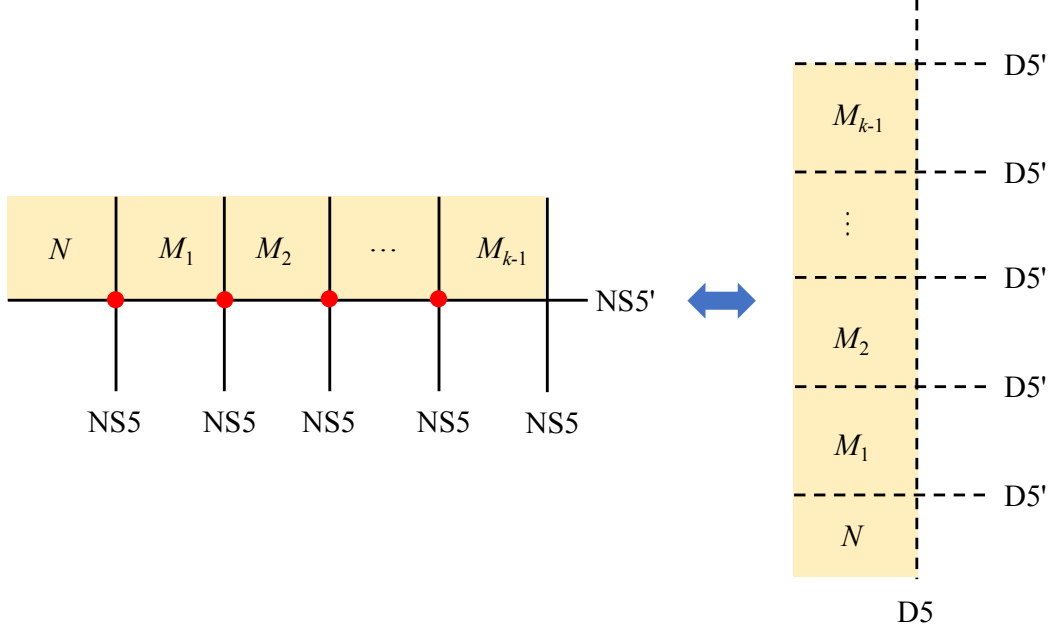 N M₁ M₂ ⋯ Mₖ₋₁
NS5'
NS5 NS5 NS5 NS5 NS5
D5'
Mₖ₋₁
D5'
⋮
D5'
M₂
D5'
M₁
D5'
N
D5